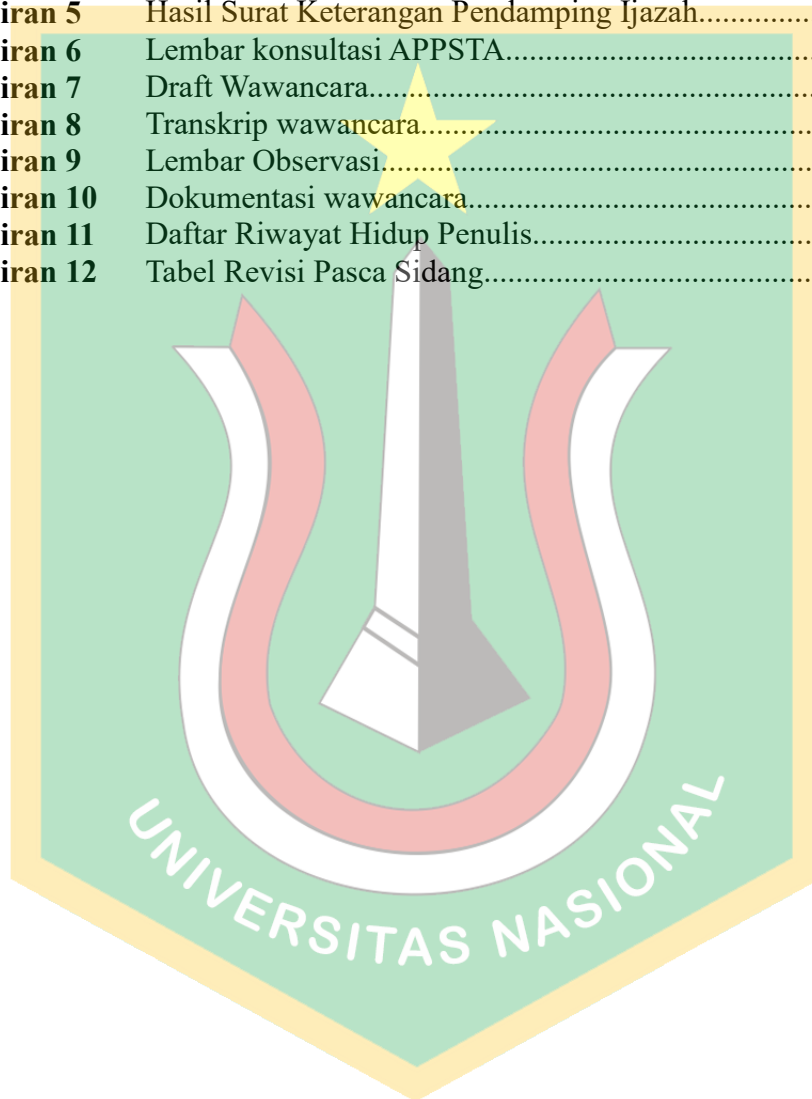 iran 5 Hasil Surat Keterangan Pendamping Ijazah.............
iran 6 Lembar konsultasi APPSTA.....................................
iran 7 Draft Wawancara.....................................................
iran 8 Transkrip wawancara...............................................
iran 9 Lembar Observasi....................................................
iran 10 Dokumentasi wawancara.........................................
iran 11 Daftar Riwayat Hidup Penulis..................................
iran 12 Tabel Revisi Pasca Sidang........................................
UNIVERSITAS NASIONAL